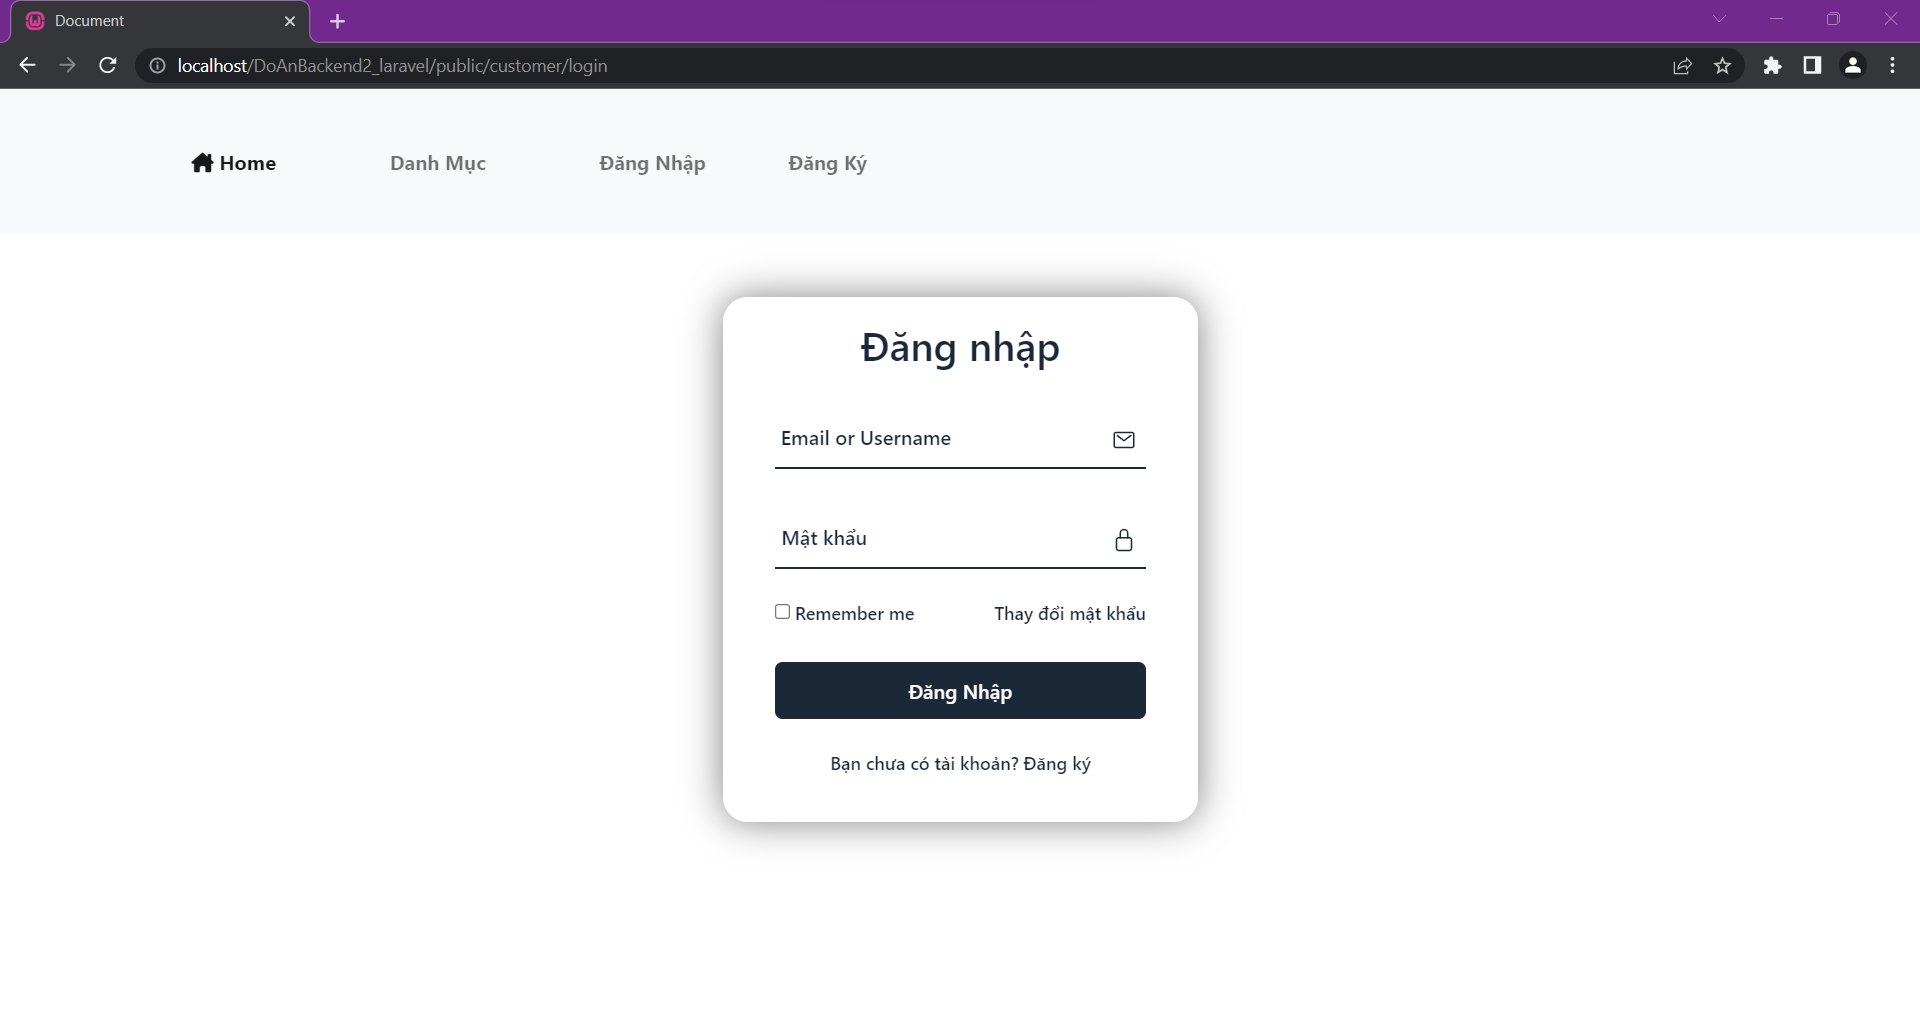 Document
localhost/DoAnBackend2_laravel/public/customer/login
Home Danh Mục Đăng Nhập Đăng Ký
Đăng nhập
Email or Username
Mật khẩu
Remember me Thay đổi mật khẩu
Đăng Nhập
Bạn chưa có tài khoản? Đăng ký